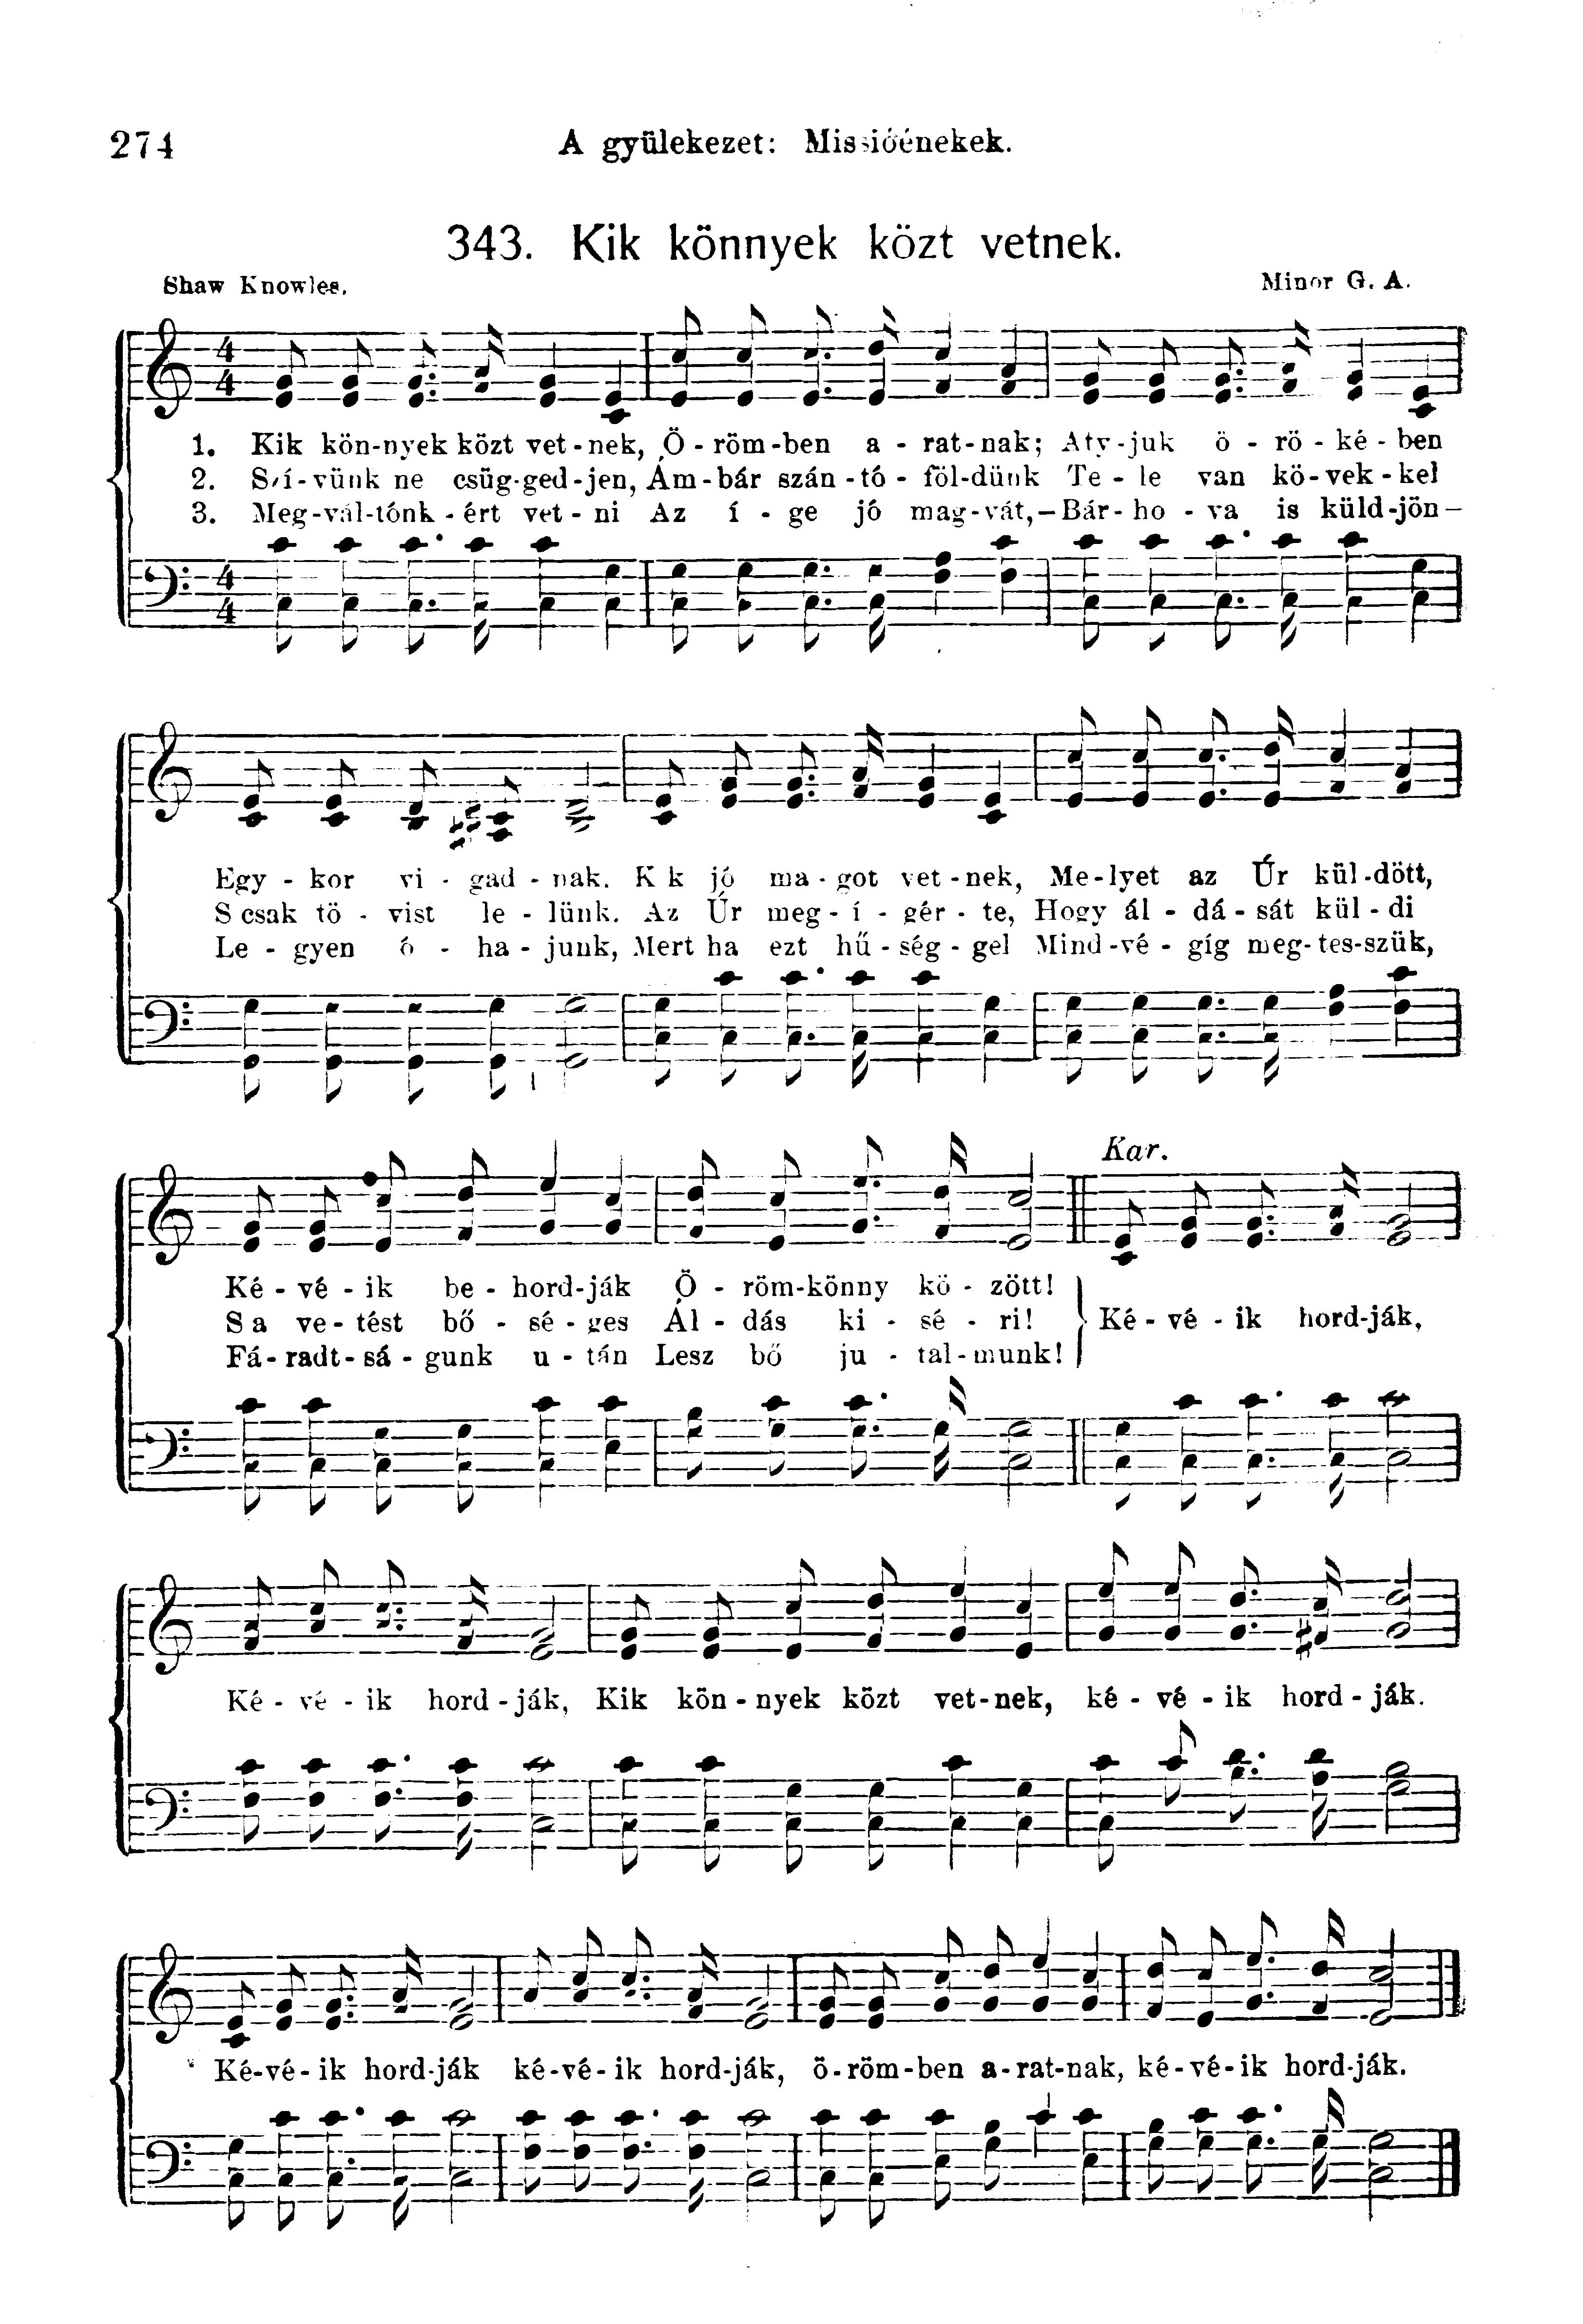 274
A gyülekezet: Missióénekek.
343. Kik könnyek közt vetnek.
Shaw Knowles.
Minor G. A.
4
4
1. Kik kön-nyek közt vet-nek, Ö-röm-ben a-rat-nak; Aty-juk ö-rö-ké-ben
2. Szí-vünk ne csüg-ged-jen, Ám-bár szán-tó-föl-dünk Te-le van kö-vek-kel
3. Meg-vál-tónk-ért vet-ni Az í-ge jó mag-vát,—Bár-ho-va is küld-jön—
4
4
Egy-kor vi-gad-nak. K k jó ma-got vet-nek, Me-lyet az Úr kül-dött,
S csak tö-vist le-lünk. Az Úr meg-í-gér-te, Hogy ál-dá-sát kül-di
Le-gyen ó-ha-junk, Mert ha ezt hű-ség-gel Mind-vé-gíg meg-tes-szük,
Kar.
Ké-vé-ik be-hord-ják Ö-röm-könny kö-zött!
S a ve-tést bő-sé-ges Ál-dás ki-sé-ri! Ké-vé-ik hord-ják,
Fá-radt-sá-gunk u-tán Lesz bő ju-tal-munk!
Ké-vé-ik hord-ják, Kik kön-nyek közt vet-nek, ké-vé-ik hord-ják.
Ké-vé-ik hord-ják ké-vé-ik hord-ják, ö-röm-ben a-rat-nak, ké-vé-ik hord-ják.